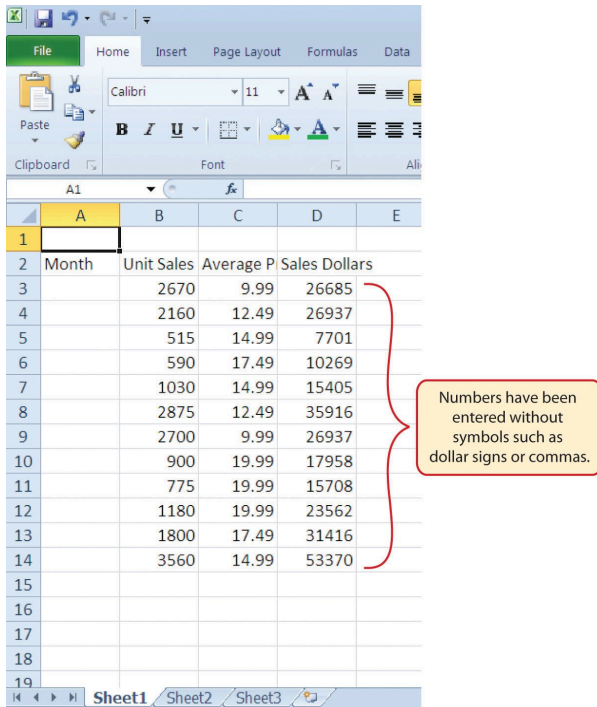 File Home Insert Page Layout Formulas Data
Calibri 11 A A
Paste B I U A
Clipboard Font Ali
A1 fx
A B C D E
1
2 Month Unit Sales Average P Sales Dollars
3 2670 9.99 26685
4 2160 12.49 26937
5 515 14.99 7701
6 590 17.49 10269
7 1030 14.99 15405
8 2875 12.49 35916
9 2700 9.99 26937
10 900 19.99 17958
11 775 19.99 15708
12 1180 19.99 23562
13 1800 17.49 31416
14 3560 14.99 53370
15
16
17
18
19
Numbers have been
entered without
symbols such as
dollar signs or commas.
Sheet1 Sheet2 Sheet3